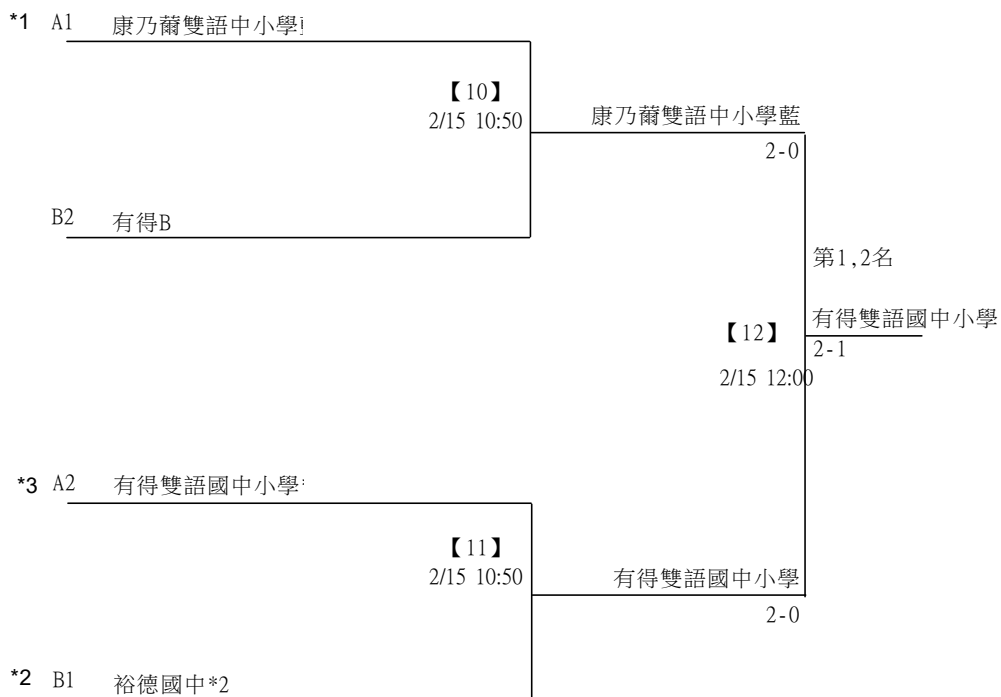 *1 A1 康乃薾雙語中小學
【10】
2/15 10:50
康乃薾雙語中小學藍
2-0
B2 有得B
第1,2名
【12】
有得雙語國中小學
2-1
2/15 12:00
*3 A2 有得雙語國中小學
【11】
2/15 10:50
有得雙語國中小學
2-0
*2 B1 裕德國中*2